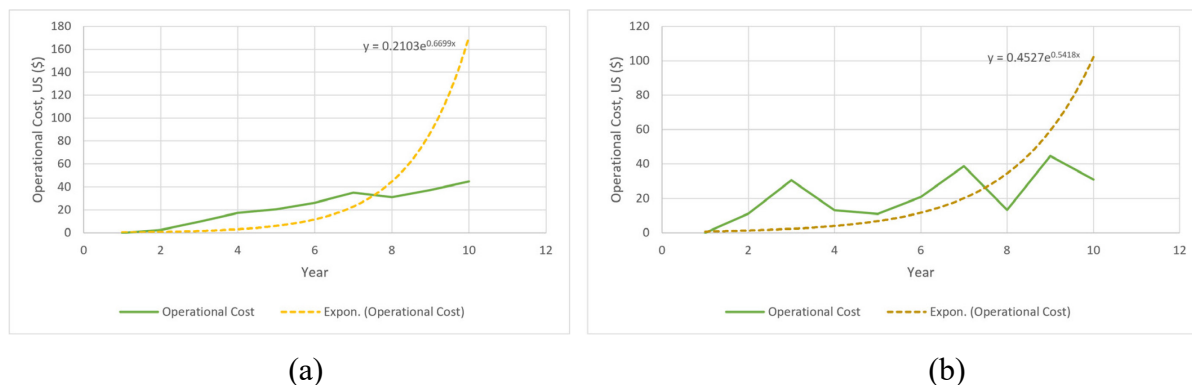 180
160
140
120
100
80
60
40
20
0
Operational Cost, US ($)
y = 0.2103e^0.6699x
0 2 4 6 8 10 12
Year
Operational Cost Expon. (Operational Cost)
(a)
120
100
80
60
40
20
0
Operational Cost, US ($)
y = 0.4527e^0.5418x
0 2 4 6 8 10 12
Year
Operational Cost Expon. (Operational Cost)
(b)